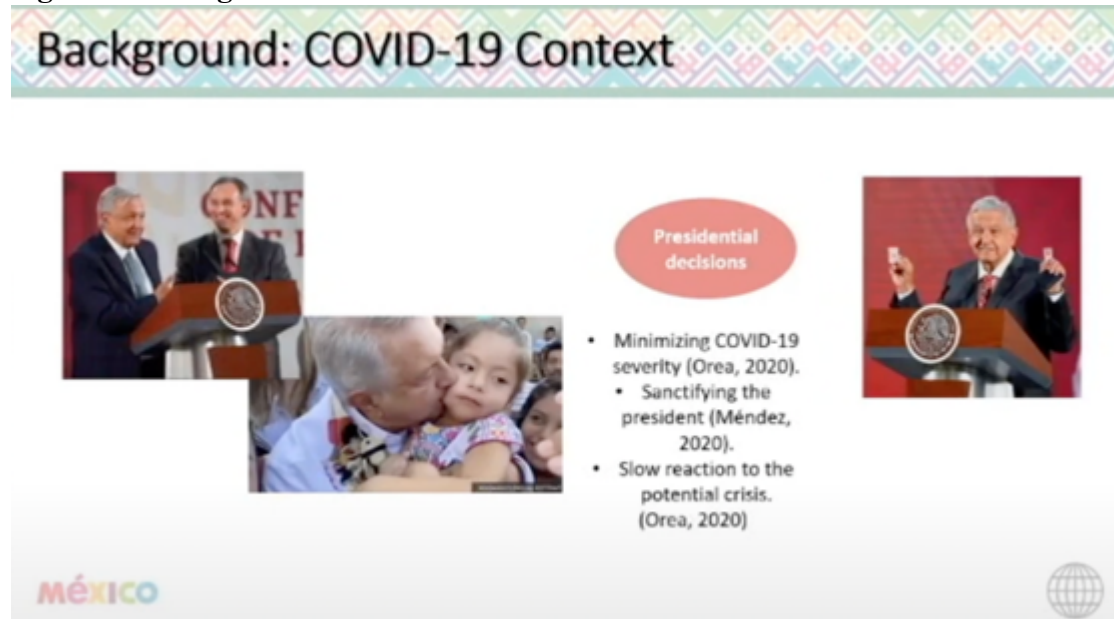 Background: COVID-19 Context
CONF
Presidential
decisions
• Minimizing COVID-19
severity (Orea, 2020).
• Sanctifying the
president (Méndez,
2020).
• Slow reaction to the
potential crisis.
(Orea, 2020)
méxico